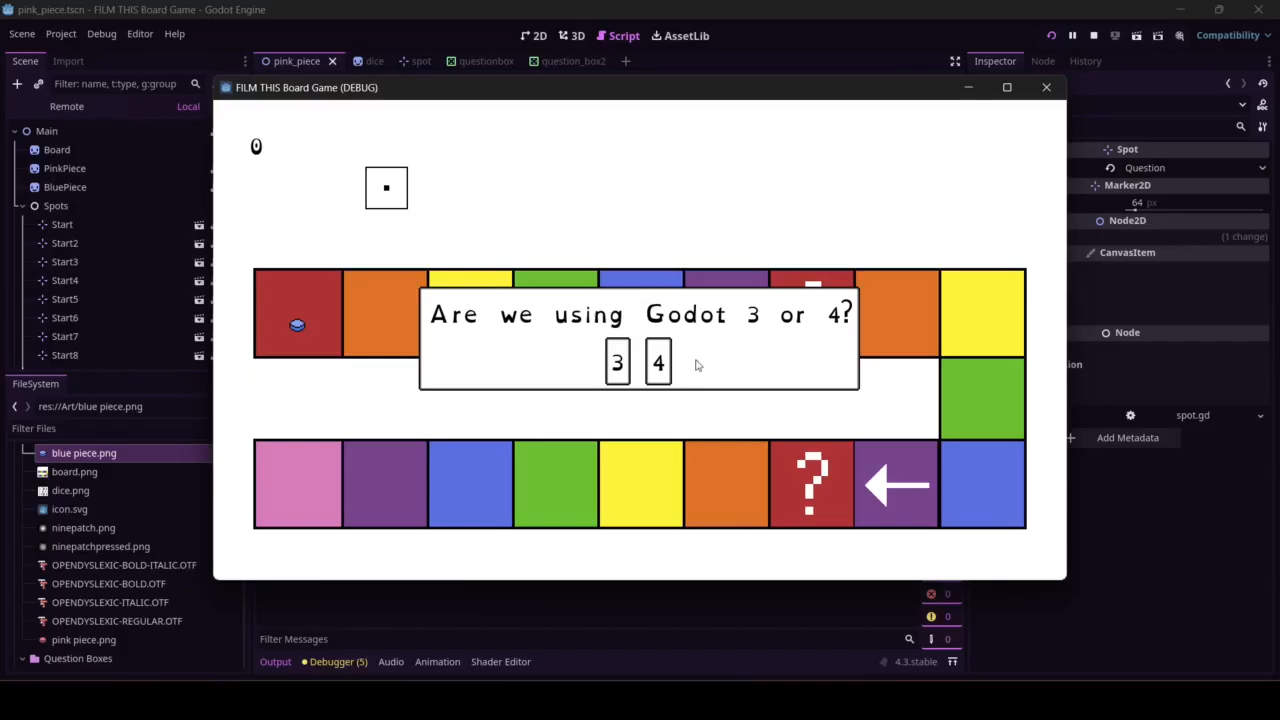 pink_piece.tscn - FILM THIS Board Game - Godot Engine
Scene Project Debug Editor Help
2D 3D Script AssetLib
Compatibility
Scene Import
pink_piece dice spot questionbox question_box2
Inspector Node History
Filter: name, t:type, g:group
FILM THIS Board Game (DEBUG)
Remote Local
Main
Board
PinkPiece
BluePiece
Spots
Start
Start2
Start3
Start4
Start5
Start6
Start7
Start8
0
Are we using Godot 3 or 4?
3 4
?
Spot
Question
Marker2D
64 px
Node2D
(1 change)
CanvasItem
Node
ion
spot.gd
Add Metadata
FileSystem
res://Art/blue piece.png
Filter Files
blue piece.png
board.png
dice.png
icon.svg
ninepatch.png
ninepatchpressed.png
OPENDYSLEXIC-BOLD-ITALIC.OTF
OPENDYSLEXIC-BOLD.OTF
OPENDYSLEXIC-ITALIC.OTF
OPENDYSLEXIC-REGULAR.OTF
pink piece.png
Question Boxes
0
0
Filter Messages
0
Output Debugger (5) Audio Animation Shader Editor
4.3.stable